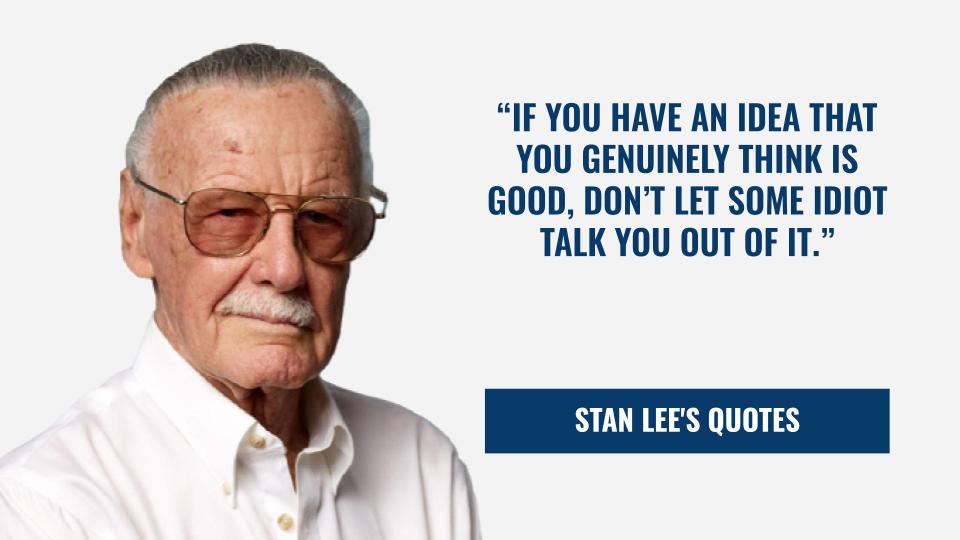 “IF YOU HAVE AN IDEA THAT
YOU GENUINELY THINK IS
GOOD, DON’T LET SOME IDIOT
TALK YOU OUT OF IT.”
STAN LEE'S QUOTES